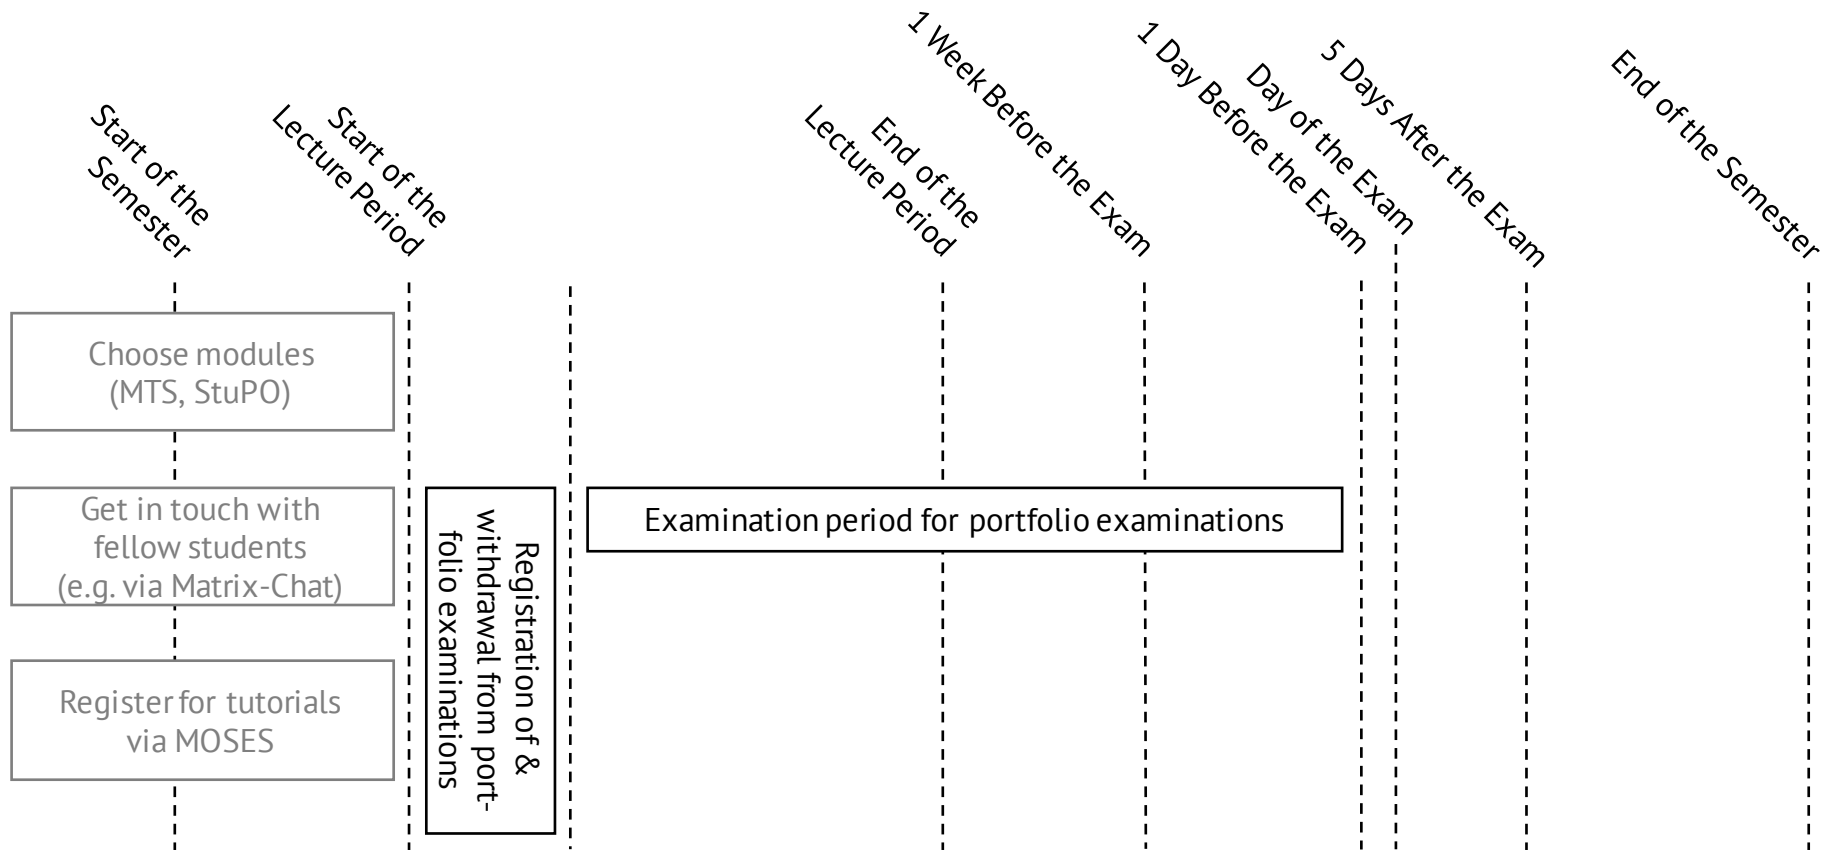 Start of the
Semester
Start of the
Lecture Period
End of the
Lecture Period
1 Week Before the Exam
1 Day Before the Exam
Day of the Exam
5 Days After the Exam
End of the Semester
Choose modules
(MTS, StuPO)
Get in touch with
fellow students
(e.g. via Matrix-Chat)
Register for tutorials
via MOSES
Registration of &
withdrawal from port-
folio examinations
Examination period for portfolio examinations